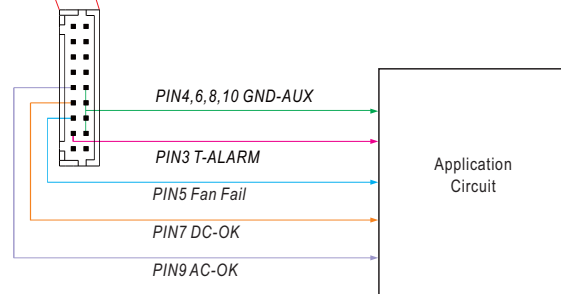 PIN4,6,8,10 GND-AUX
PIN3 T-ALARM
Application
Circuit
PIN5 Fan Fail
PIN7 DC-OK
PIN9 AC-OK